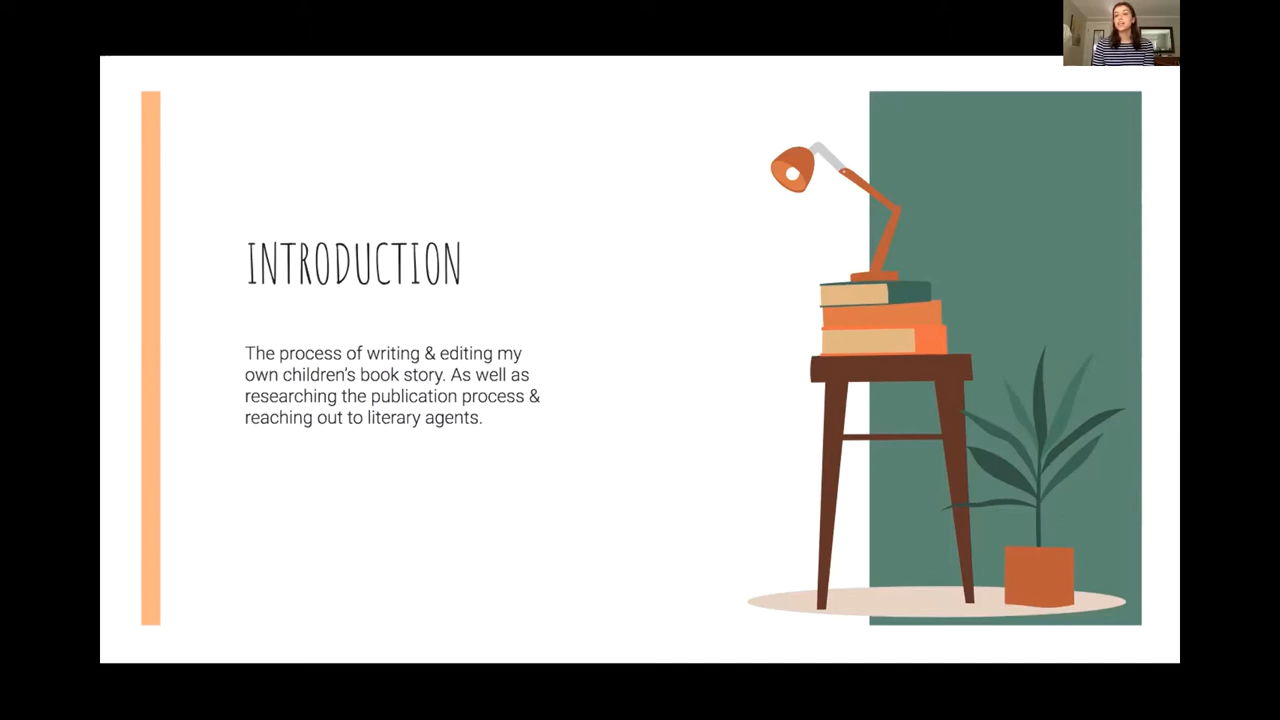 INTRODUCTION
The process of writing & editing my
own children's book story. As well as
researching the publication process &
reaching out to literary agents.